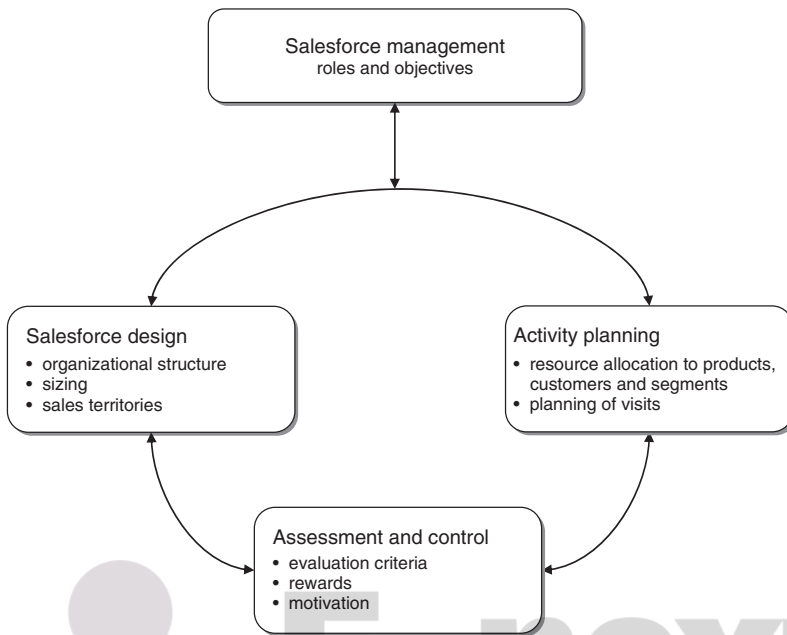 Salesforce management
roles and objectives
Salesforce design
• organizational structure
• sizing
• sales territories
Activity planning
• resource allocation to products,
customers and segments
• planning of visits
Assessment and control
• evaluation criteria
• rewards
• motivation